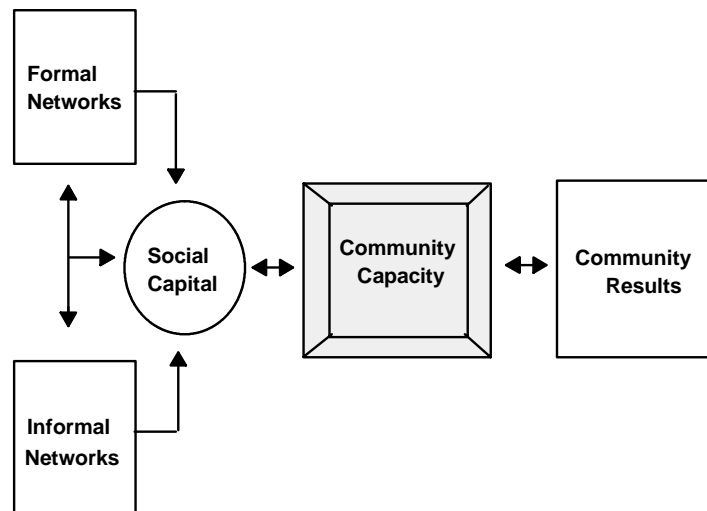 Formal
Networks
Social
Capital
Community
Capacity
Community
Results
Informal
Networks